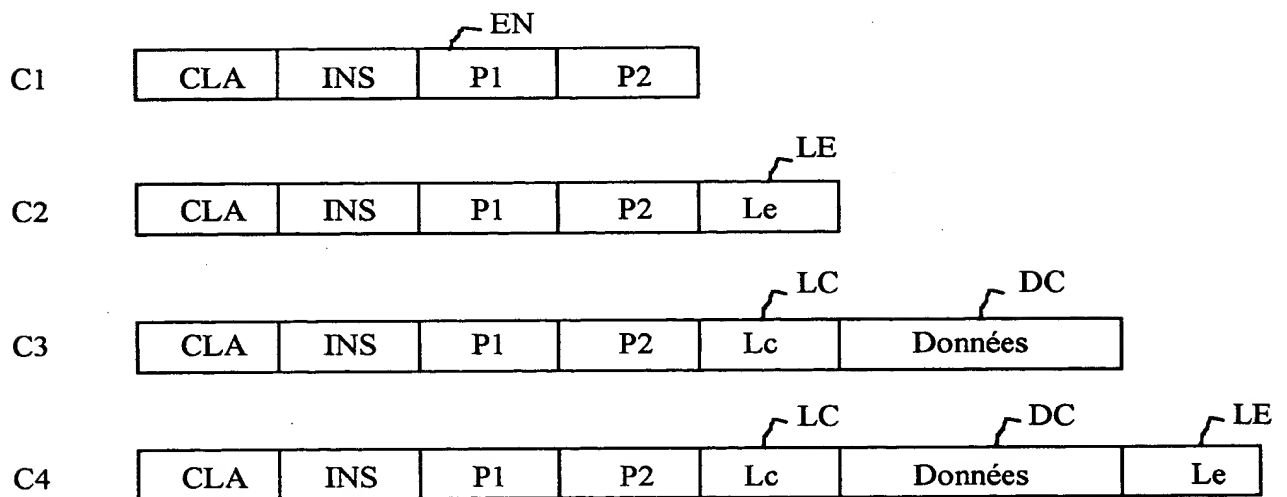 EN
C1 CLA INS P1 P2
LE
C2 CLA INS P1 P2 Le
LC DC
C3 CLA INS P1 P2 Lc Données
LC DC LE
C4 CLA INS P1 P2 Lc Données Le